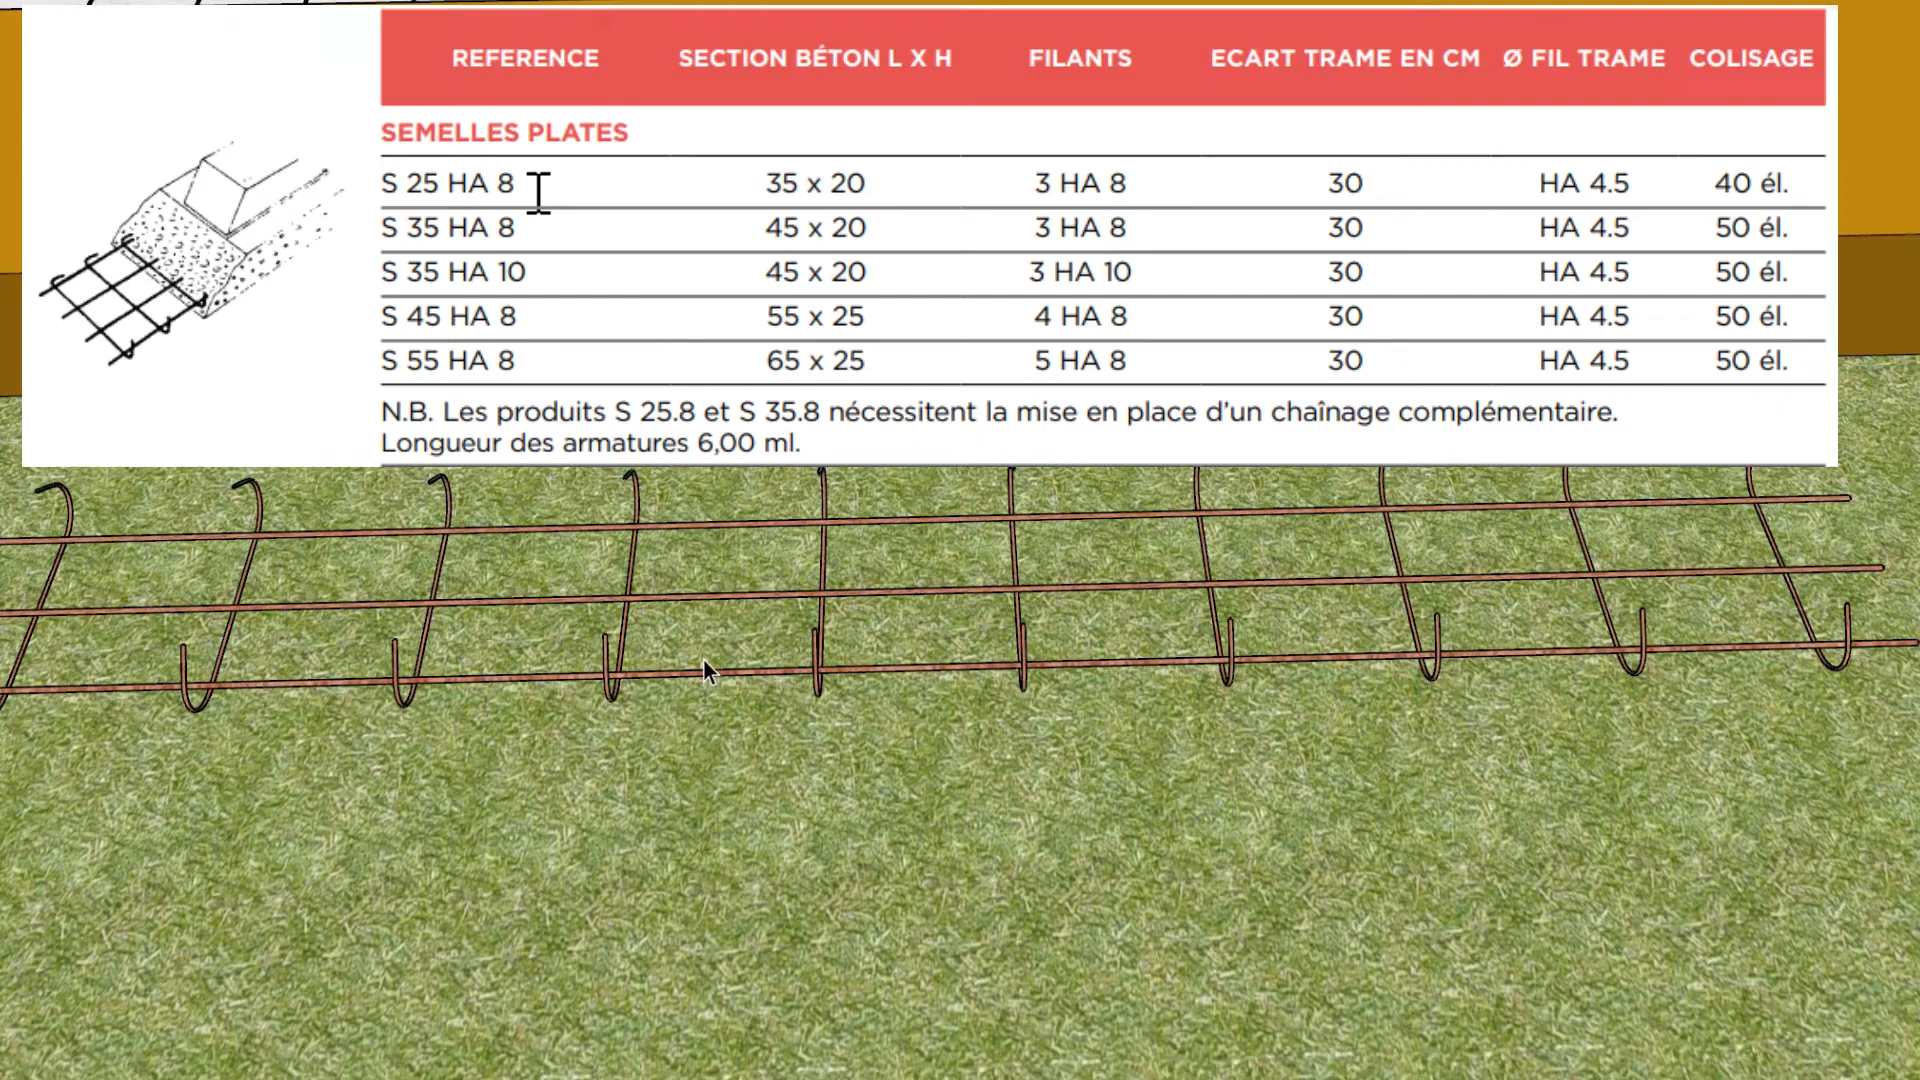 REFERENCE SECTION BÉTON L X H FILANTS ECART TRAME EN CM Ø FIL TRAME COLISAGE
SEMELLES PLATES
S 25 HA 8 35 x 20 3 HA 8 30 HA 4.5 40 él.
S 35 HA 8 45 x 20 3 HA 8 30 HA 4.5 50 él.
S 35 HA 10 45 x 20 3 HA 10 30 HA 4.5 50 él.
S 45 HA 8 55 x 25 4 HA 8 30 HA 4.5 50 él.
S 55 HA 8 65 x 25 5 HA 8 30 HA 4.5 50 él.
N.B. Les produits S 25.8 et S 35.8 nécessitent la mise en place d’un chaînage complémentaire.
Longueur des armatures 6,00 ml.